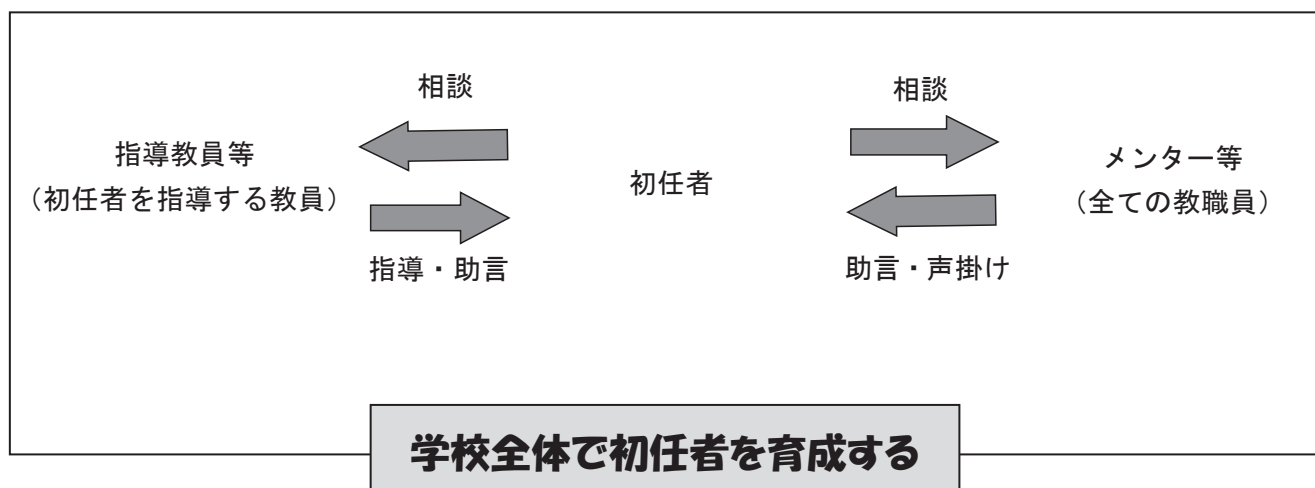 相談
相談
指導教員等
(初任者を指導する教員)
初任者
メンター等
(全ての教職員)
指導・助言
助言・声掛け
学校全体で初任者を育成する